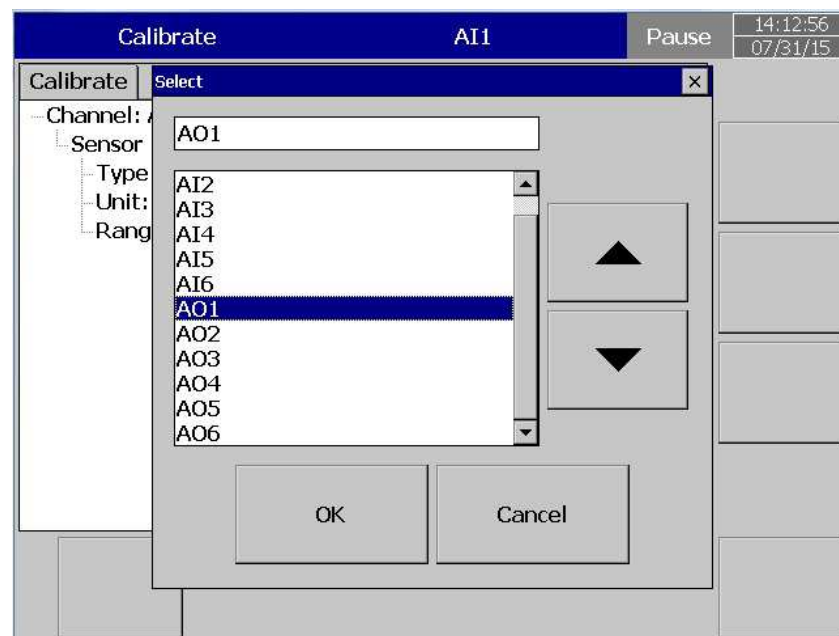 Calibrate AI1 Pause 14:12:56
07/31/15
Calibrate Select
Channel:
AO1
Sensor
Type
Unit:
Rang
AI2
AI3
AI4
AI5
AI6
AO1
AO2
AO3
AO4
AO5
AO6
OK Cancel